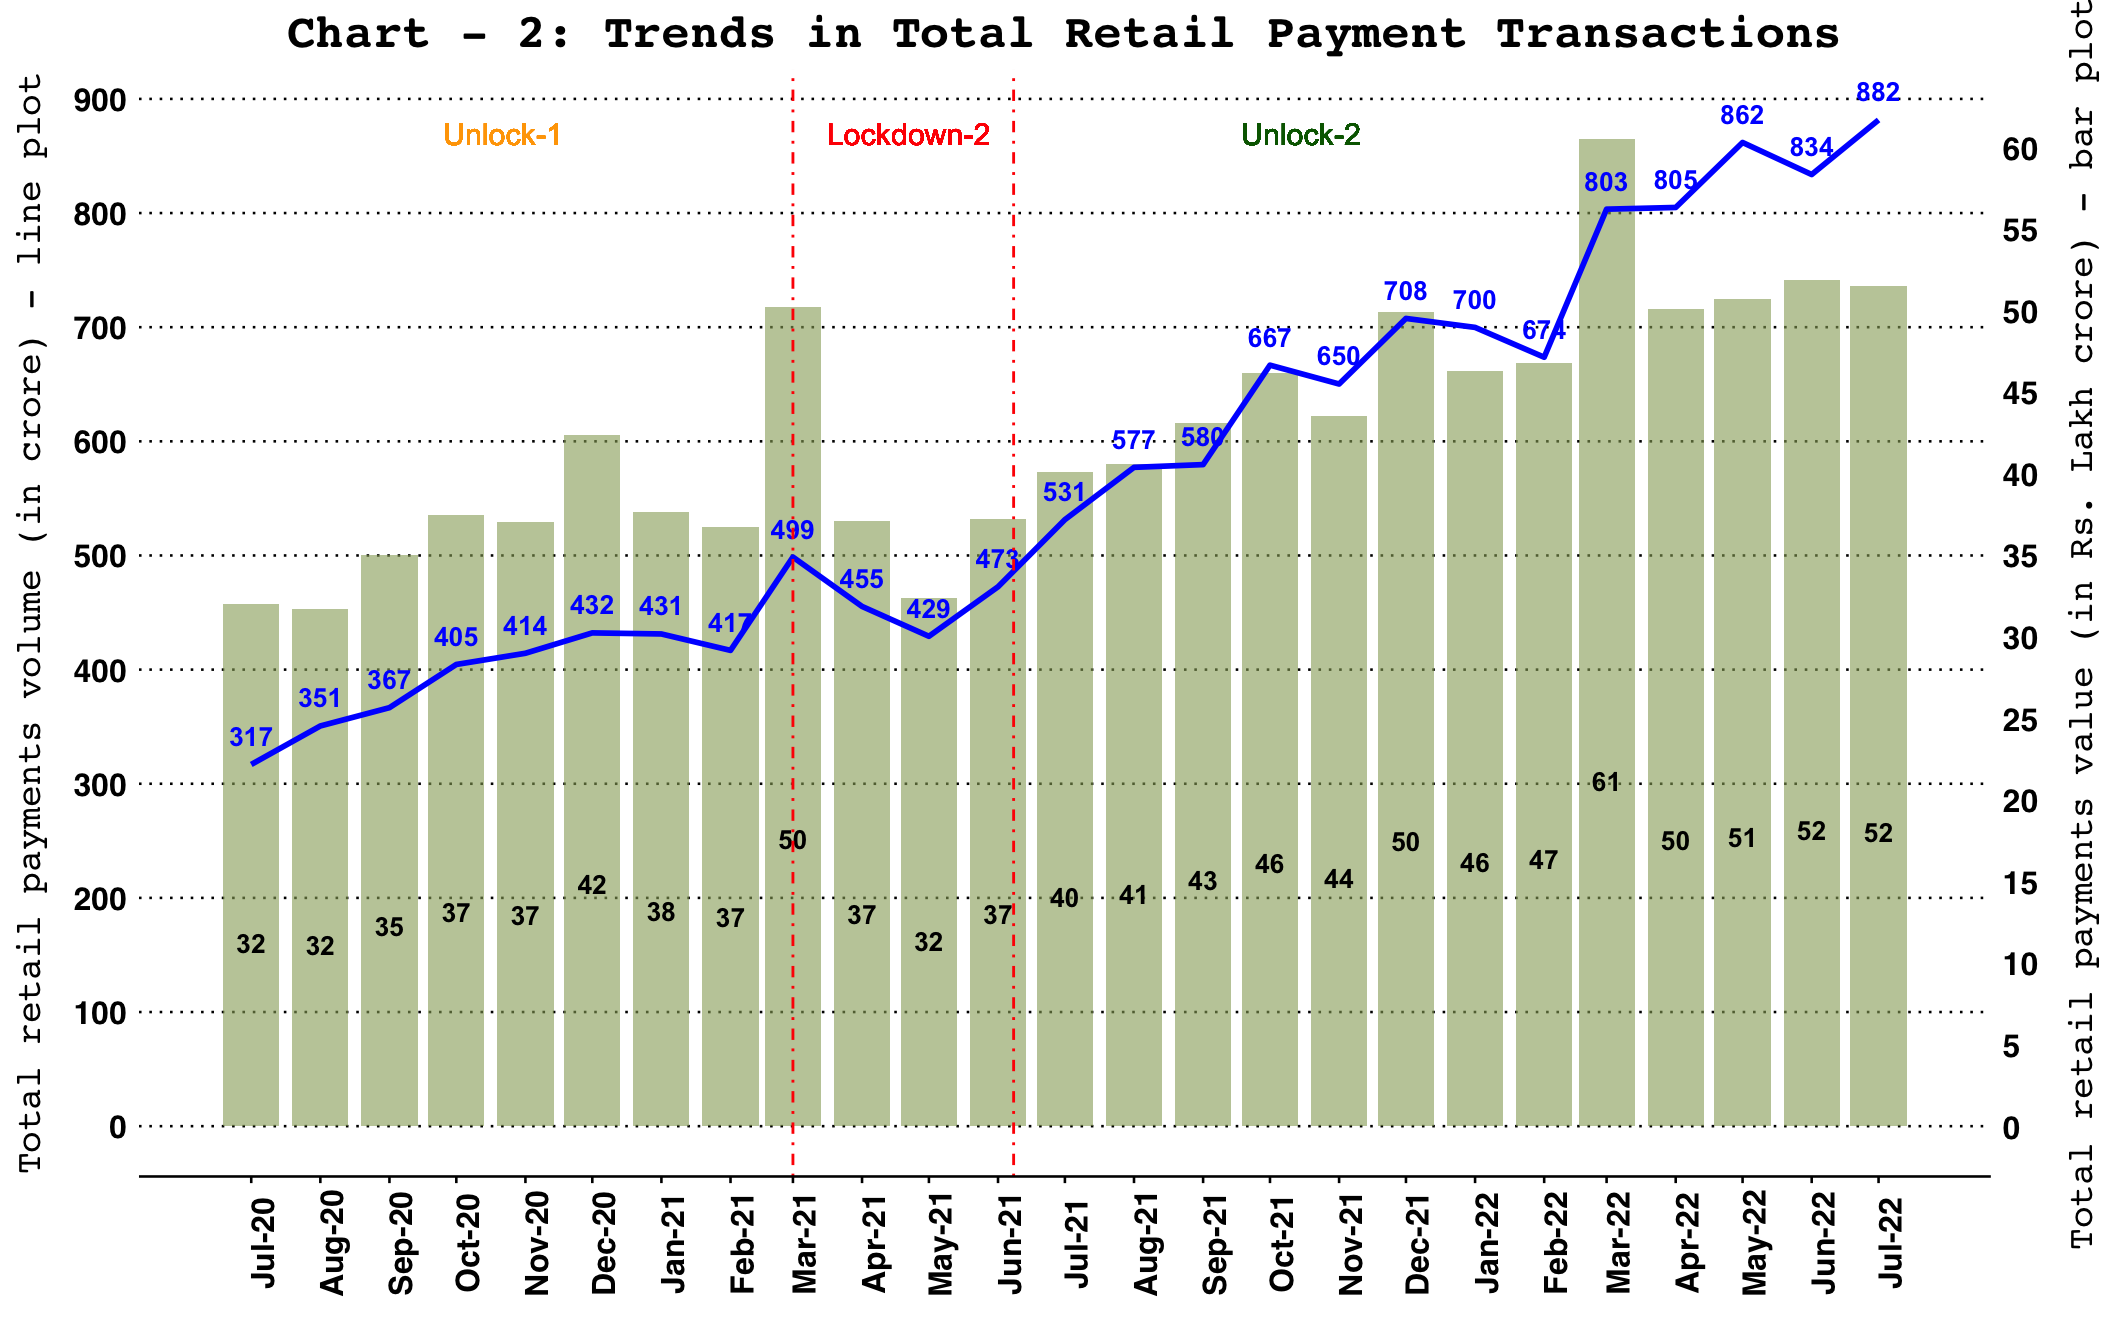 Chart – 2: Trends in Total Retail Payment Transactions
Total retail payments volume (in crore) – line plot
900
800
700
600
500
400
300
200
100
0
Unlock-1
Lockdown-2
Unlock-2
317
351
367
405
414
432
431
417
499
455
429
473
531
577
580
667
650
708
700
674
803
805
862
834
882
32
32
35
37
37
42
38
37
50
37
32
37
40
41
43
46
44
50
46
47
61
50
51
52
52
60
55
50
45
40
35
30
25
20
15
10
5
0
Total retail payments value (in Rs. Lakh crore) – bar plot
Jul-20
Aug-20
Sep-20
Oct-20
Nov-20
Dec-20
Jan-21
Feb-21
Mar-21
Apr-21
May-21
Jun-21
Jul-21
Aug-21
Sep-21
Oct-21
Nov-21
Dec-21
Jan-22
Feb-22
Mar-22
Apr-22
May-22
Jun-22
Jul-22